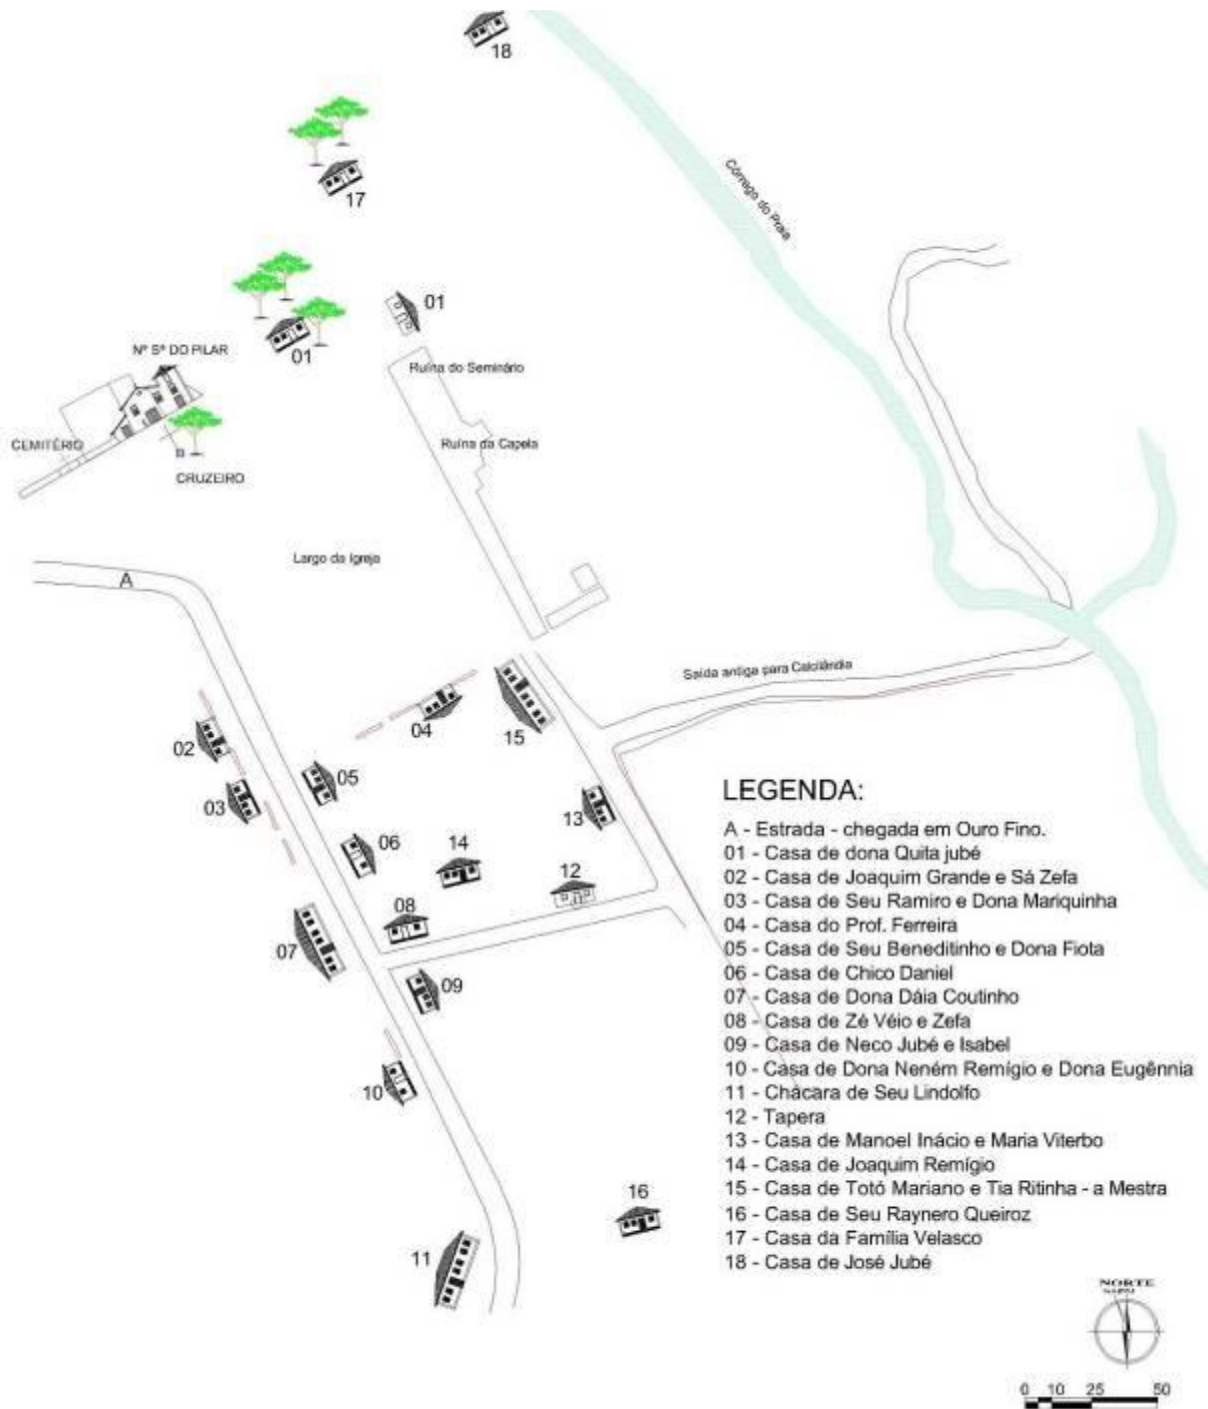 18
Córrego do Praia
17
01
01
Nª Sª DO PILAR
Ruína do Seminário
CEMITÉRIO
Ruína da Capela
CRUZEIRO
Largo da Igreja
A
Saída antiga para Calcilândia
04
02
15
05
03
13
06
14
12
08
07
09
10
16
11
LEGENDA:
A - Estrada - chegada em Ouro Fino.
01 - Casa de dona Quita jubé
02 - Casa de Joaquim Grande e Sá Zefa
03 - Casa de Seu Ramiro e Dona Mariquinha
04 - Casa do Prof. Ferreira
05 - Casa de Seu Beneditinho e Dona Fiota
06 - Casa de Chico Daniel
07 - Casa de Dona Dáia Coutinho
08 - Casa de Zé Véio e Zefa
09 - Casa de Neco Jubé e Isabel
10 - Casa de Dona Neném Remígio e Dona Eugênnia
11 - Chácara de Seu Lindolfo
12 - Tapera
13 - Casa de Manoel Inácio e Maria Viterbo
14 - Casa de Joaquim Remígio
15 - Casa de Totó Mariano e Tia Ritinha - a Mestra
16 - Casa de Seu Raynero Queiroz
17 - Casa da Família Velasco
18 - Casa de José Jubé
NORTE
0 10 25 50